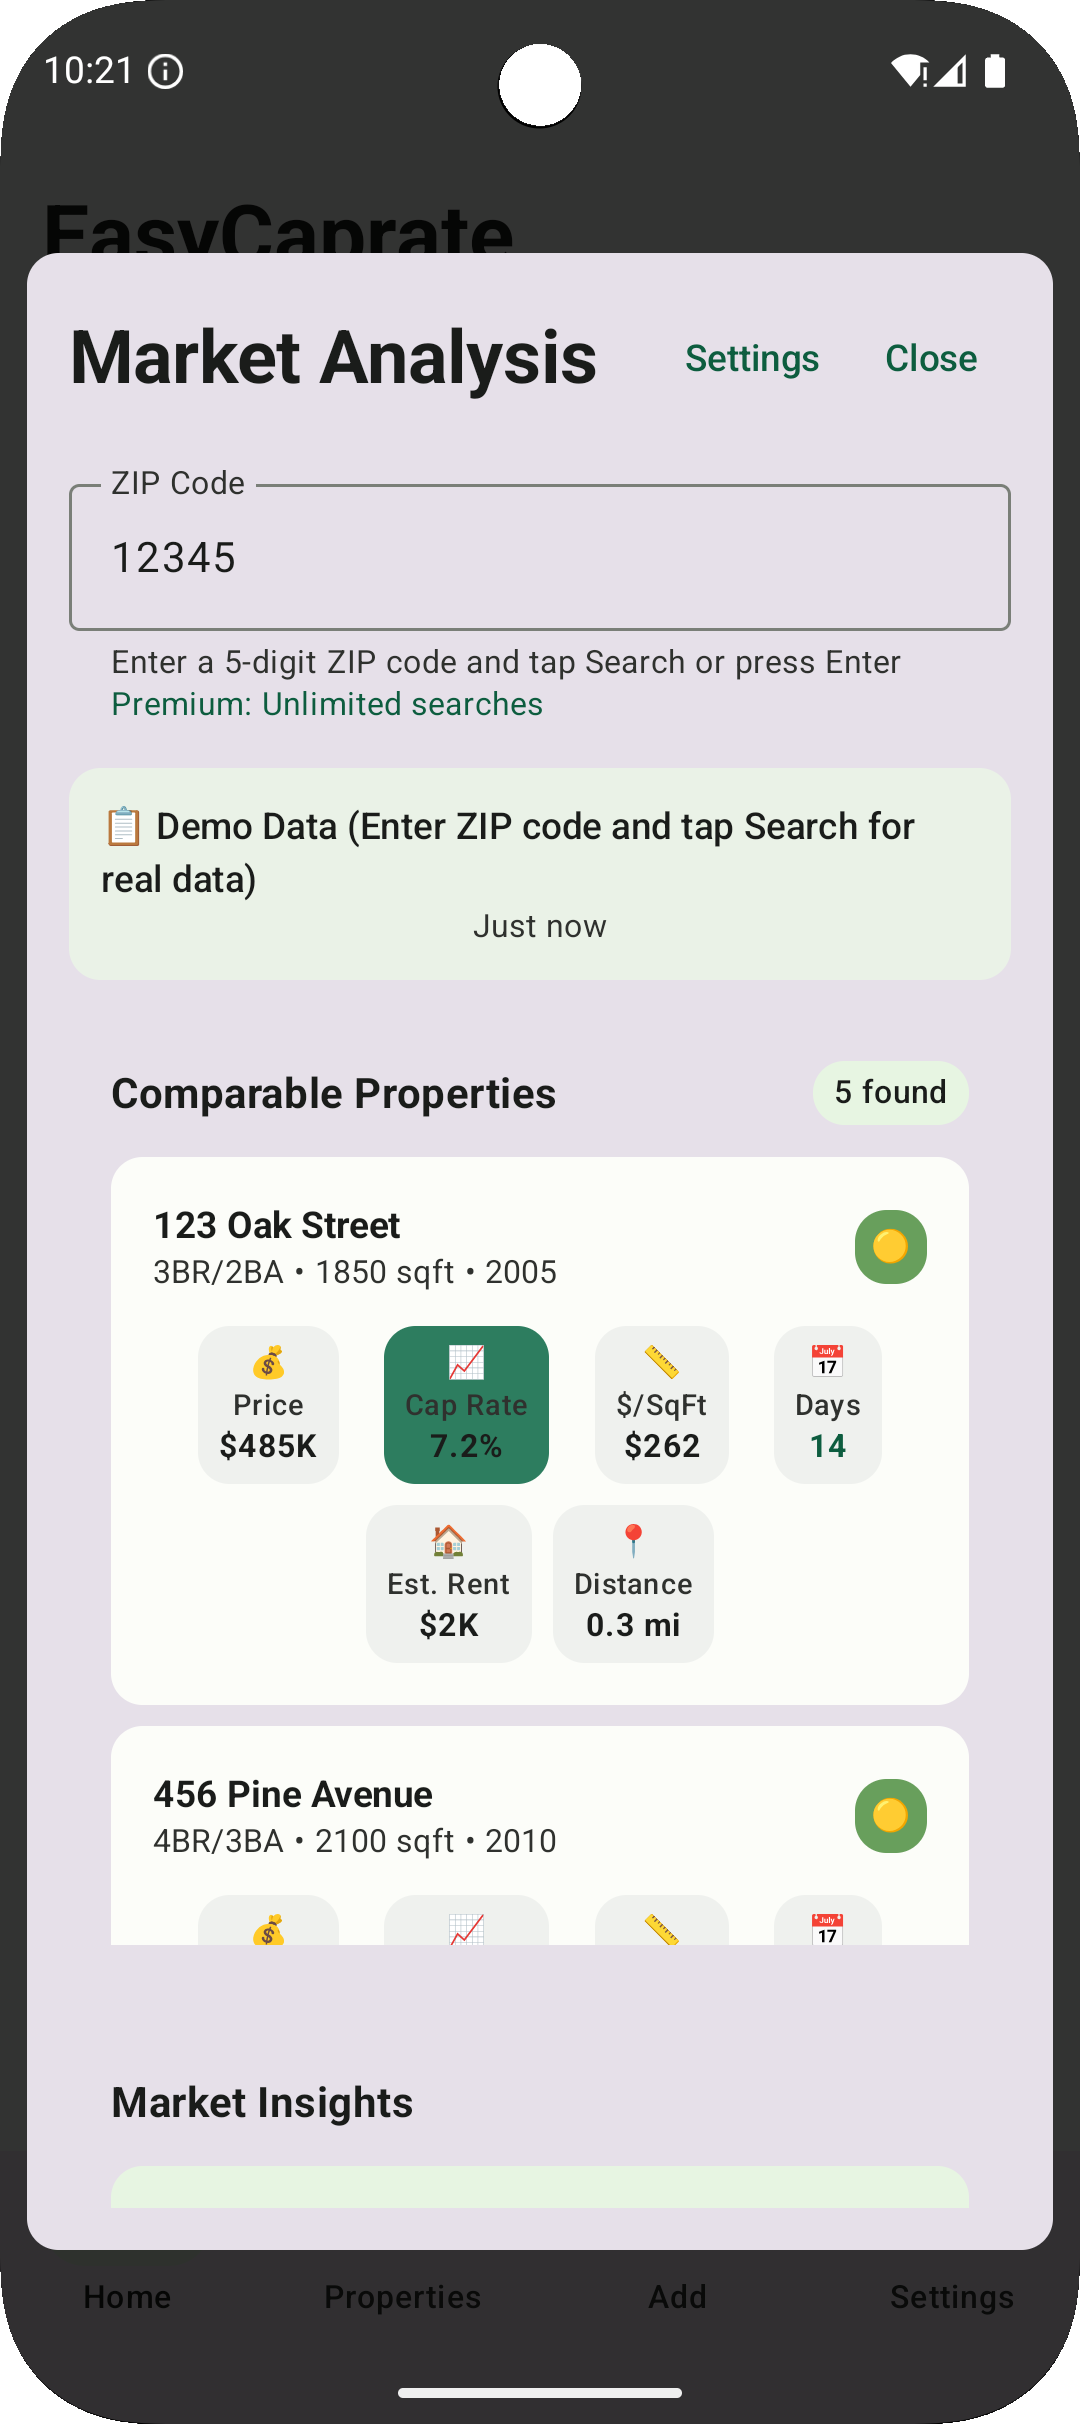 10:21
EasyCaprate
Market Analysis
Settings
Close
ZIP Code
12345
Enter a 5-digit ZIP code and tap Search or press Enter
Premium: Unlimited searches
📋 Demo Data (Enter ZIP code and tap Search for
real data)
Just now
Comparable Properties
5 found
123 Oak Street
3BR/2BA • 1850 sqft • 2005
Price
$485K
Cap Rate
7.2%
$/SqFt
$262
July
17
Days
14
Est. Rent
$2K
Distance
0.3 mi
456 Pine Avenue
4BR/3BA • 2100 sqft • 2010
July
17
Market Insights
Home
Properties
Add
Settings